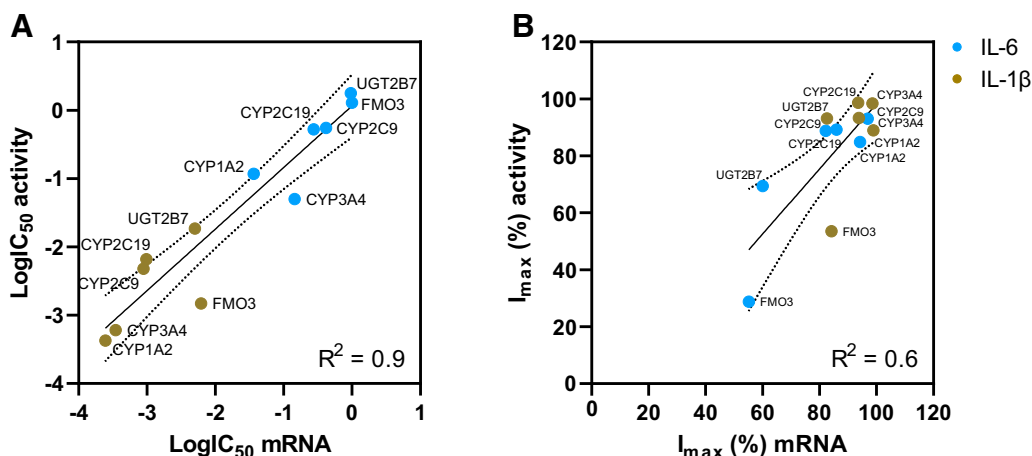 A
LogIC50 activity
1
0
-1
-2
-3
-4
-4
-3
-2
-1
0
1
LogIC50 mRNA
UGT2B7
FMO3
CYP2C19
CYP2C9
CYP1A2
CYP3A4
UGT2B7
CYP2C19
CYP2C9
FMO3
CYP3A4
CYP1A2
R2 = 0.9
B
Imax (%) activity
120
100
80
60
40
20
0
0
20
40
60
80
100
120
Imax (%) mRNA
CYP2C19
CYP3A4
UGT2B7
CYP2C9
CYP2C9
CYP3A4
CYP2C19
CYP1A2
CYP1A2
UGT2B7
FMO3
FMO3
R2 = 0.6
IL-6
IL-1β